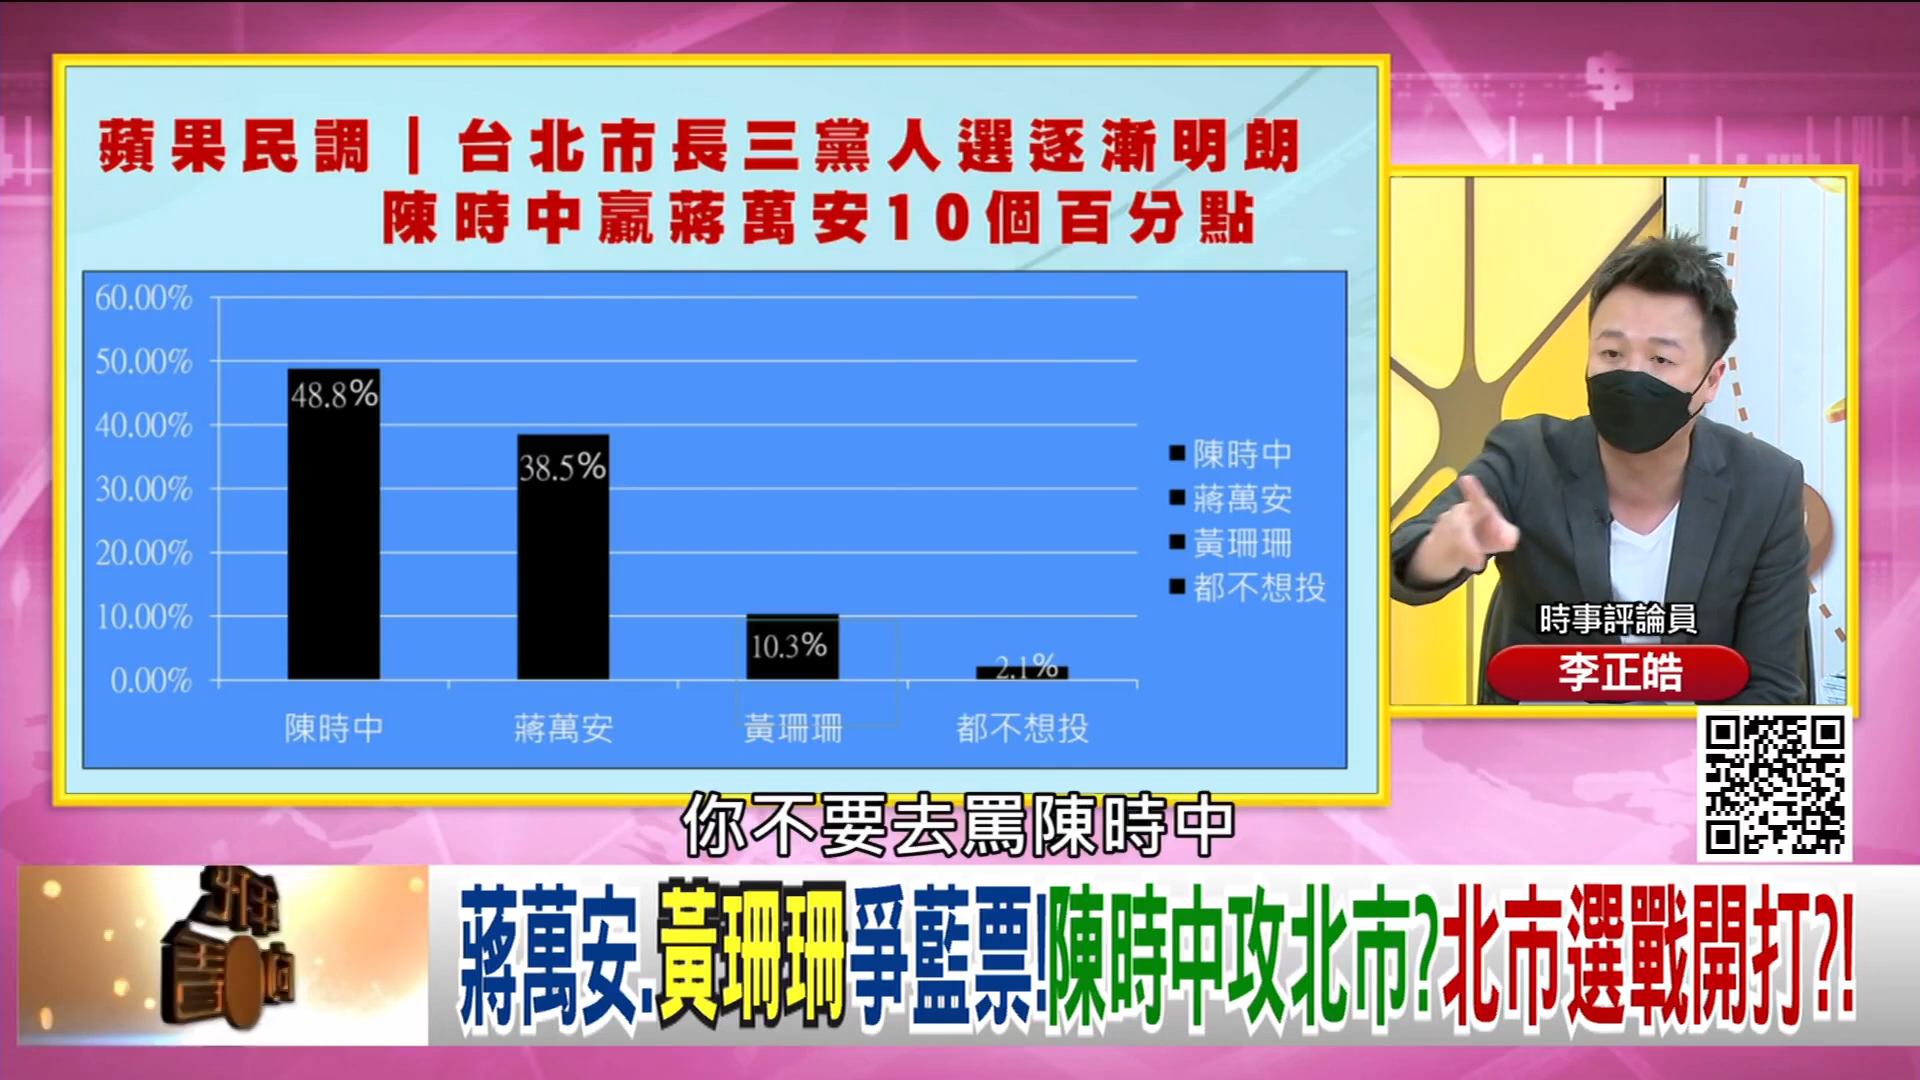 蘋果民調｜台北市長三黨人選逐漸明朗
陳時中贏蔣萬安10個百分點
60.00%
50.00%
40.00%
30.00%
20.00%
10.00%
0.00%
48.8%
38.5%
10.3%
2.1%
陳時中
蔣萬安
黃珊珊
都不想投
陳時中
蔣萬安
黃珊珊
都不想投
時事評論員
李正皓
你不要去罵陳時中
蔣萬安.黃珊珊爭藍票!陳時中攻北市?北市選戰開打?!